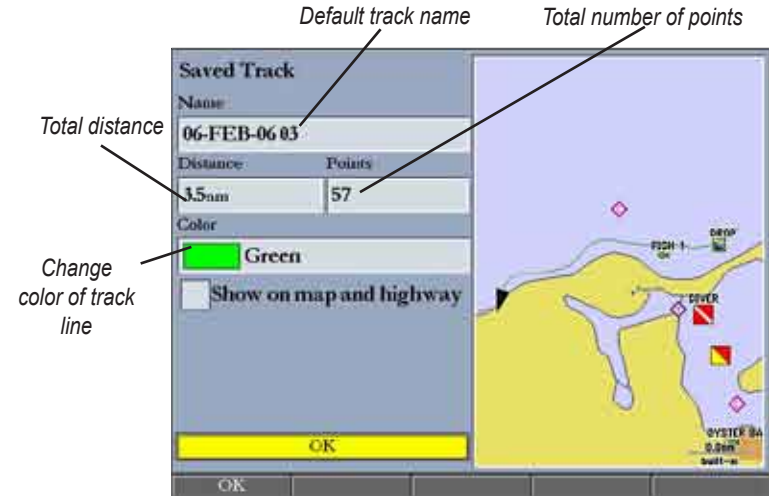 Default track name
Total number of points
Total distance
Change
color of track
line
Saved Track
Name
06-FEB-06 03
Distance Points
3.5nm 57
Color
Green
Show on map and highway
OK
OK
DROP
FISH 1
DIVER
OYSTER BA
built-in